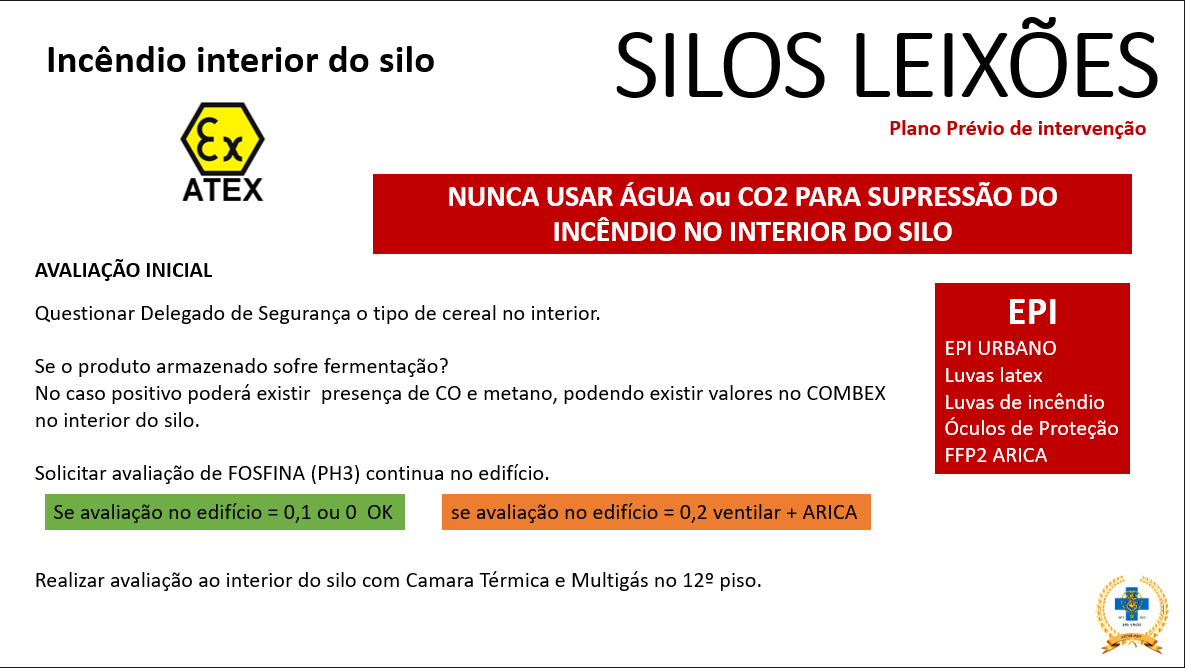 Incêndio interior do silo
SILOS LEIXÕES
Plano Prévio de intervenção
Ex
ATEX
NUNCA USAR ÁGUA ou CO2 PARA SUPRESSÃO DO
INCÊNDIO NO INTERIOR DO SILO
AVALIAÇÃO INICIAL
Questionar Delegado de Segurança o tipo de cereal no interior.
Se o produto armazenado sofre fermentação?
No caso positivo poderá existir  presença de CO e metano, podendo existir valores no COMBEX
no interior do silo.
Solicitar avaliação de FOSFINA (PH3) continua no edifício.
Se avaliação no edifício = 0,1 ou 0  OK
se avaliação no edifício = 0,2 ventilar + ARICA
Realizar avaliação ao interior do silo com Camara Térmica e Multigás no 12º piso.
EPI
EPI URBANO
Luvas latex
Luvas de incêndio
Óculos de Proteção
FFP2 ARICA